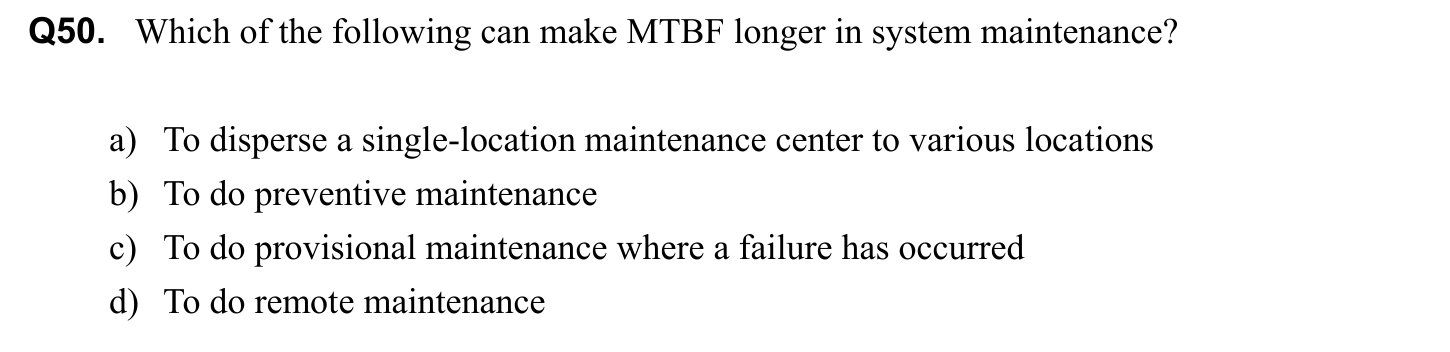 Q50. Which of the following can make MTBF longer in system maintenance?
a) To disperse a single-location maintenance center to various locations
b) To do preventive maintenance
c) To do provisional maintenance where a failure has occurred
d) To do remote maintenance